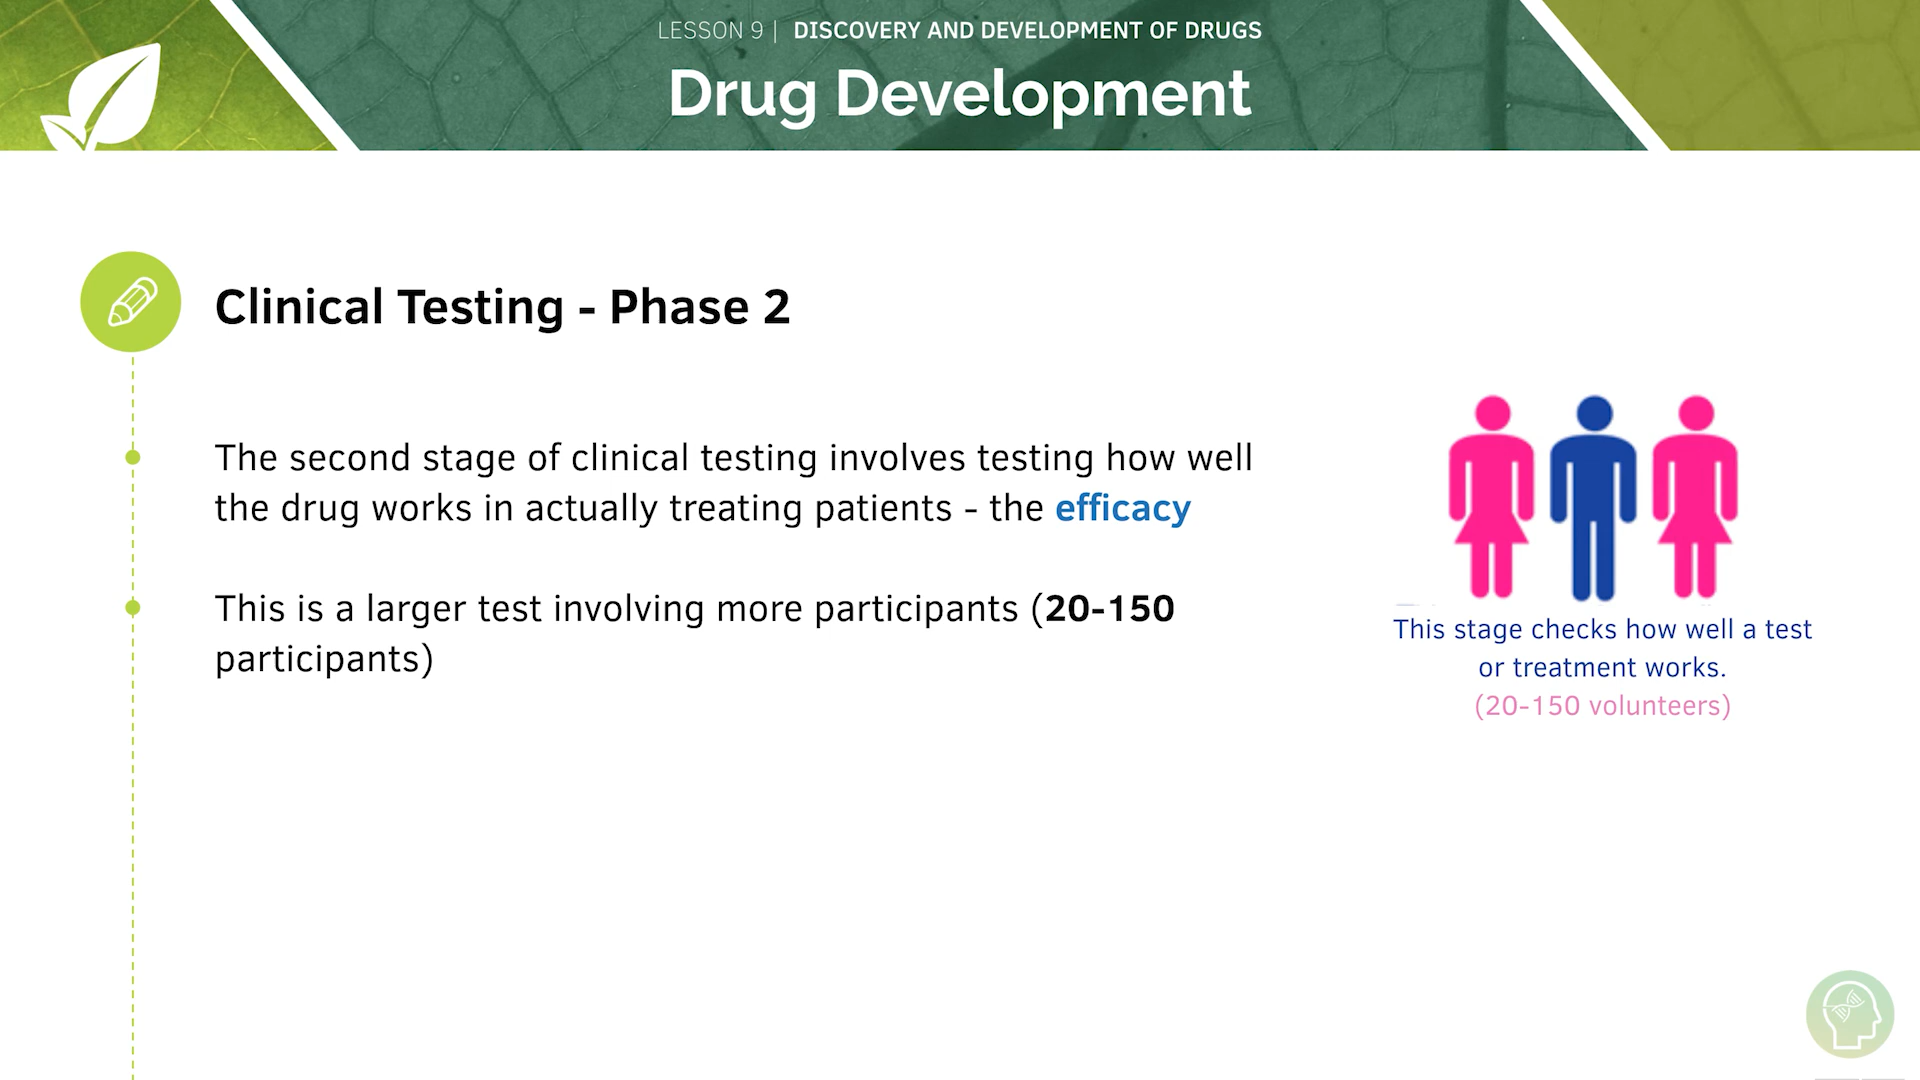 LESSON 9 | DISCOVERY AND DEVELOPMENT OF DRUGS
Drug Development
Clinical Testing - Phase 2
The second stage of clinical testing involves testing how well
the drug works in actually treating patients - the efficacy
This is a larger test involving more participants (20-150
participants)
This stage checks how well a test
or treatment works.
(20-150 volunteers)